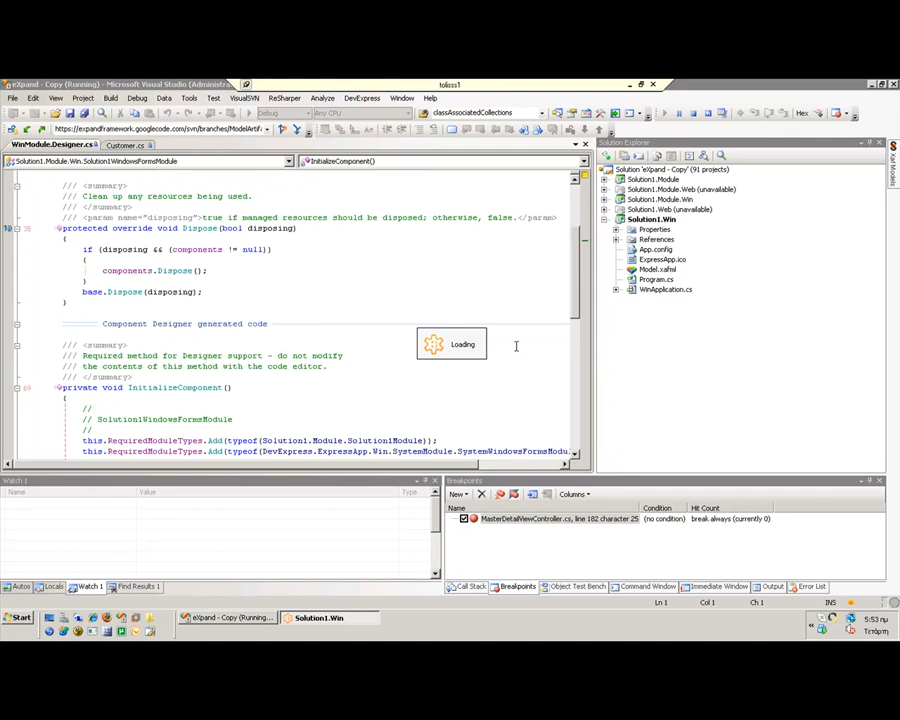 eXpand - Copy (Running) - Microsoft Visual Studio (Administra
tolisss1
File Edit View Project Build Debug Data Tools Test VisualSVN ReSharper Analyze DevExpress Window Help
Debug Any CPU classAssociatedCollections Hex
https://expandframework.googlecode.com/svn/branches/ModelArtif
WinModule.Designer.cs Customer.cs
Solution1.Module.Win.Solution1WindowsFormsModule InitializeComponent()
/// <summary>
/// Clean up any resources being used.
/// </summary>
/// <param name="disposing">true if managed resources should be disposed; otherwise, false.</param>
35 protected override void Dispose(bool disposing)
{
if (disposing && (components != null))
{
components.Dispose();
}
base.Dispose(disposing);
}
Component Designer generated code
/// <summary>
/// Required method for Designer support - do not modify
/// the contents of this method with the code editor.
/// </summary>
69 private void InitializeComponent()
{
//
// Solution1WindowsFormsModule
//
this.RequiredModuleTypes.Add(typeof(Solution1.Module.Solution1Module));
this.RequiredModuleTypes.Add(typeof(DevExpress.ExpressApp.Win.SystemModule.SystemWindowsFormsModu
Loading
Solution Explorer
Solution 'eXpand - Copy' (91 projects)
Solution1.Module
Solution1.Module.Web (unavailable)
Solution1.Module.Win
Solution1.Web (unavailable)
Solution1.Win
Properties
References
App.config
ExpressApp.ico
Model.xafml
Program.cs
WinApplication.cs
Xaf Models
Watch 1
Name Value Type
Autos Locals Watch 1 Find Results 1
Breakpoints
New Columns
Name Condition Hit Count
MasterDetailViewController.cs, line 182 character 25 (no condition) break always (currently 0)
Call Stack Breakpoints Object Test Bench Command Window Immediate Window Output Error List
Ln 1 Col 1 Ch 1 INS
Start eXpand - Copy (Running... Solution1.Win
5:53 πμ
Τετάρτη